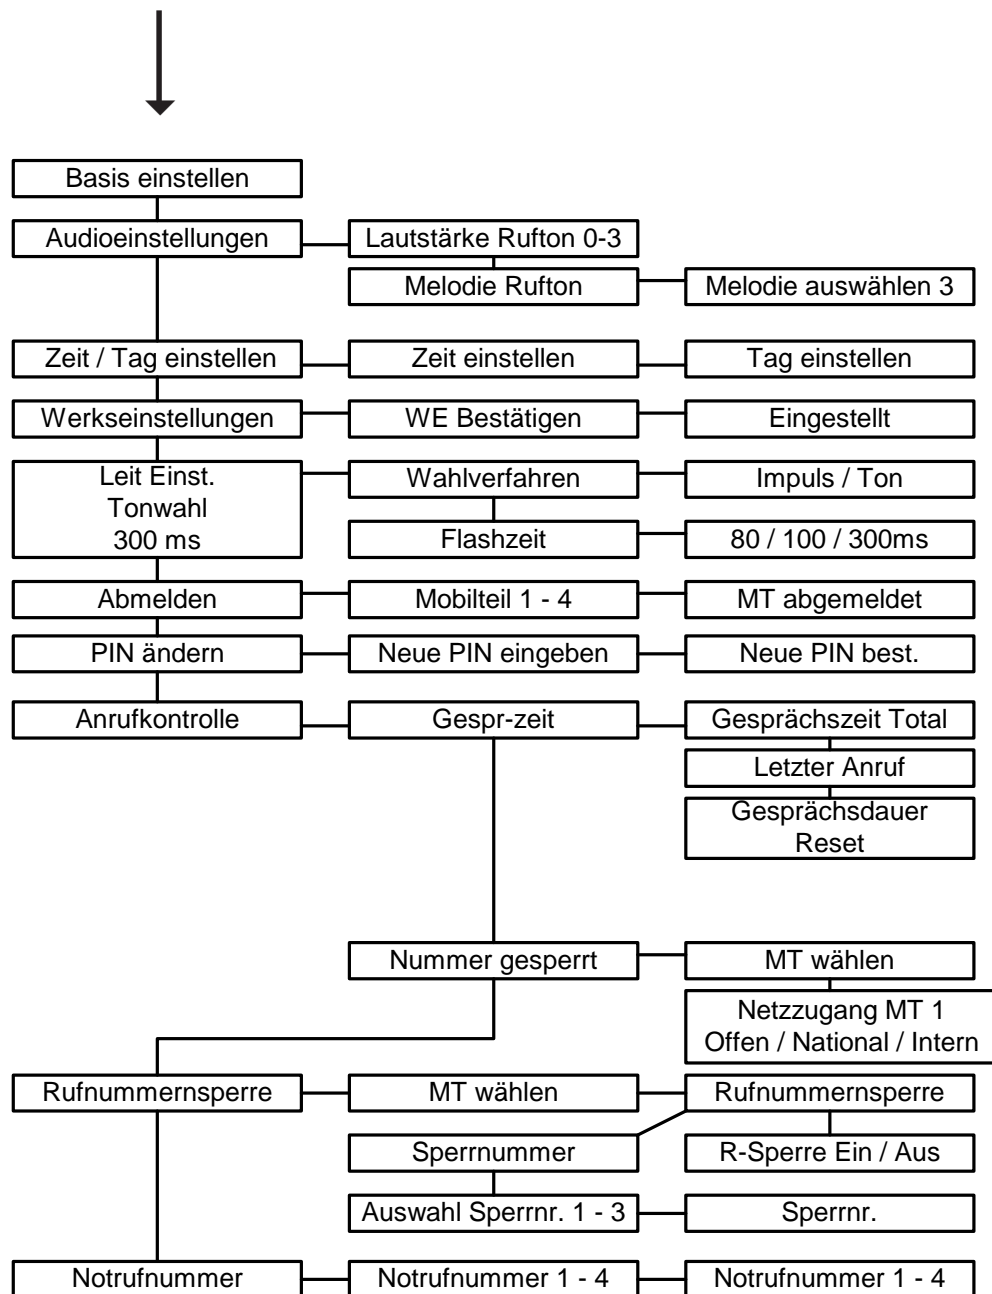 Basis einstellen
Audioeinstellungen
Lautstärke Rufton 0-3
Melodie Rufton
Melodie auswählen 3
Zeit / Tag einstellen
Zeit einstellen
Tag einstellen
Werkseinstellungen
WE Bestätigen
Eingestellt
Leit Einst.
Tonwahl
300 ms
Wahlverfahren
Impuls / Ton
Flashzeit
80 / 100 / 300ms
Abmelden
Mobilteil 1 - 4
MT abgemeldet
PIN ändern
Neue PIN eingeben
Neue PIN best.
Anrufkontrolle
Gespr-zeit
Gesprächszeit Total
Letzter Anruf
Gesprächsdauer
Reset
Nummer gesperrt
MT wählen
Netzzugang MT 1
Offen / National / Intern
Rufnummernsperre
MT wählen
Rufnummernsperre
Sperrnummer
R-Sperre Ein / Aus
Auswahl Sperrnr. 1 - 3
Sperrnr.
Notrufnummer
Notrufnummer 1 - 4
Notrufnummer 1 - 4